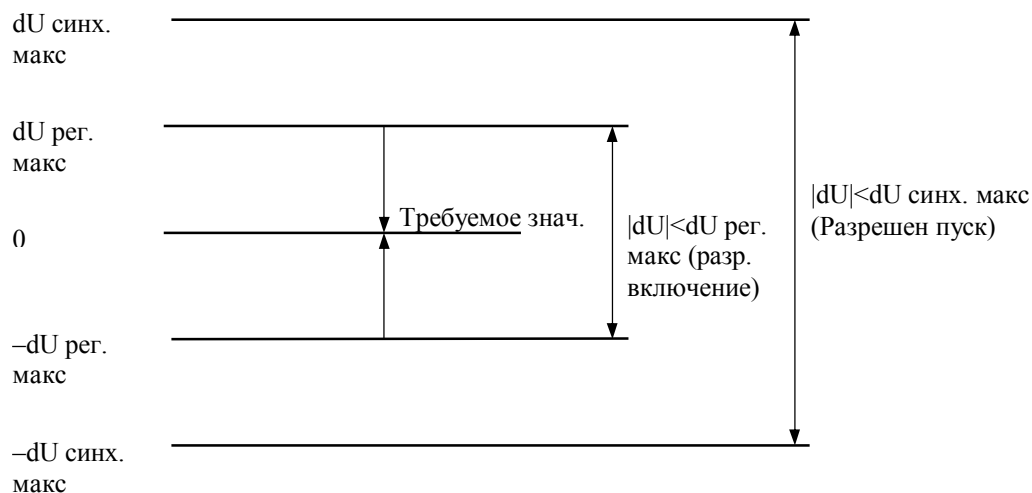 dU синх.
макс
dU рег.
макс
0
Требуемое знач.
|dU|<dU рег.
макс (разр.
включение)
|dU|<dU синх. макс
(Разрешен пуск)
–dU рег.
макс
–dU синх.
макс